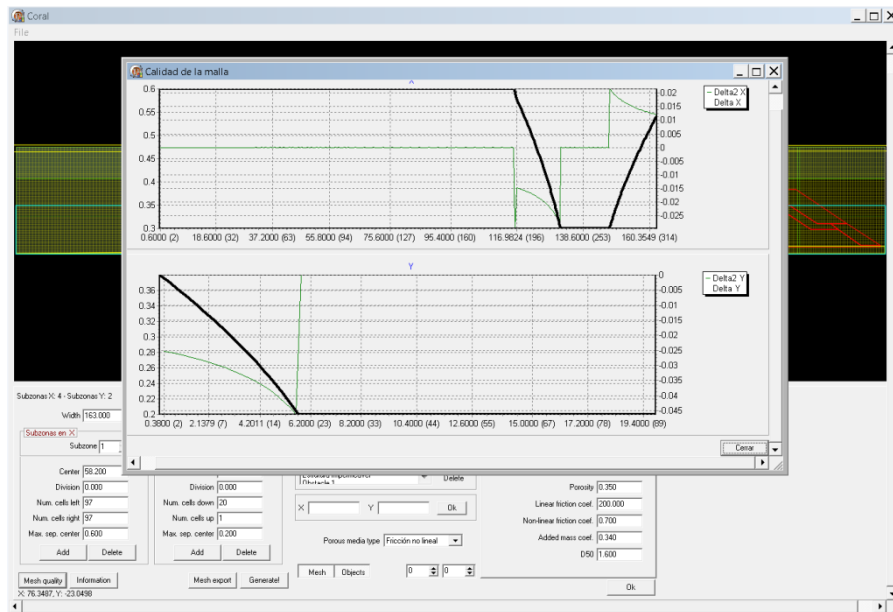 Coral
File
Calidad de la malla
X
0.6
0.55
0.5
0.45
0.4
0.35
0.3
0.02
0.015
0.01
0.005
0
-0.005
-0.01
-0.015
-0.02
-0.025
Delta2 X
Delta X
0.6000 (2) 18.6000 (32) 37.2000 (63) 55.8000 (94) 75.6000 (127) 95.4000 (160) 116.9824 (196) 138.6000 (253) 160.3549 (314)
Y
0.36
0.34
0.32
0.3
0.28
0.26
0.24
0.22
0.2
0
-0.005
-0.01
-0.015
-0.02
-0.025
-0.03
-0.035
-0.04
-0.045
Delta2 Y
Delta Y
0.3800 (2) 2.1379 (7) 4.2011 (14) 6.2000 (23) 8.2000 (33) 10.4000 (44) 12.6000 (55) 15.0000 (67) 17.2000 (78) 19.4000 (89)
Cerrar
Subzonas X: 4 - Subzonas Y: 2
Width 163.000
Subzonas en X
Subzone 1
Center 58.200
Division 0.000
Num. cells left 97
Num. cells right 97
Max. sep. center 0.600
Add Delete
Division 0.000
Num. cells down 20
Num. cells up 1
Max. sep. center 0.200
Add Delete
Obstacle 1
Delete
X Y Ok
Porous media type Fricción no lineal
Mesh Objects 0 0
Porosity 0.350
Linear friction coef. 200.000
Non-linear friction coef. 0.700
Added mass coef. 0.340
D50 1.600
Ok
Mesh quality Information Mesh export Generate!
X: 76.3487, Y: -23.0498